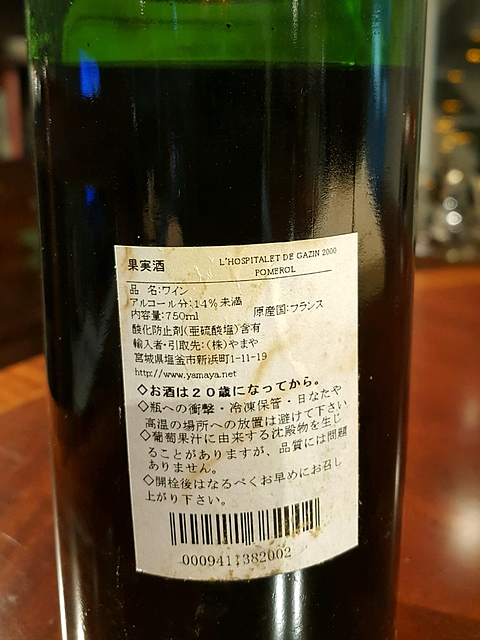 果実酒
L'HOSPITALET DE GAZIN 2000
POMEROL
品 名:ワイン
アルコール分:14%未満
内容量:750ml 原産国:フランス
酸化防止剤(亜硫酸塩)含有
輸入者・引取先:(株)やまや
宮城県塩釜市新浜町1-11-19
http://www.yamaya.net
◇お酒は20歳になってから。
◇瓶への衝撃・冷凍保管・日なたや
高温の場所への放置は避けて下さい
◇葡萄果汁に由来する沈殿物を生じ
ることがありますが、品質には問題
ありません。
◇開栓後はなるべくお早めにお召し
上がり下さい。
0009411382002